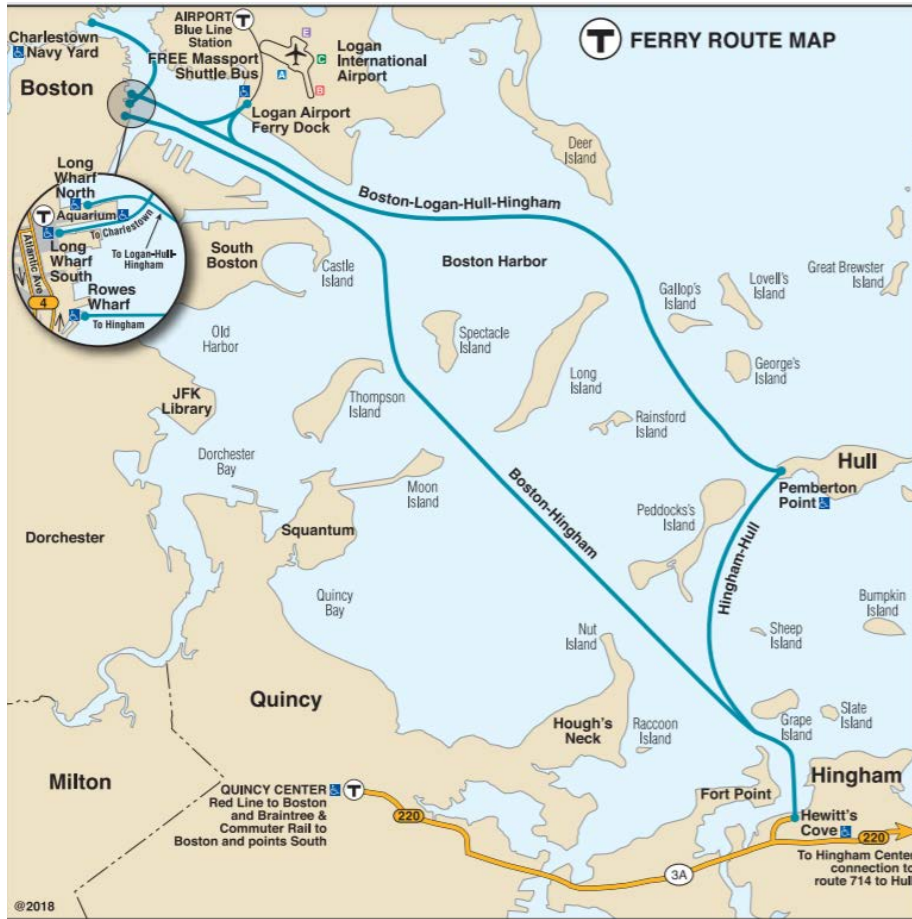 T FERRY ROUTE MAP
Charlestown
Navy Yard
AIRPORT T
Blue Line
Station
FREE Massport
Shuttle Bus
E
C
A
B
Logan
International
Airport
Boston
Logan Airport
Ferry Dock
Deer
Island
Long
Wharf
North
T Aquarium
To Charlestown
To Logan-Hull-
Hingham
Atlantic Ave
Long
Wharf
South
4
Rowes
Wharf
To Hingham
Boston-Logan-Hull-Hingham
South
Boston
Castle
Island
Boston Harbor
Gallop's
Island
Lovell's
Island
Great Brewster
Island
Old
Harbor
Spectacle
Island
Long
Island
George's
Island
JFK
Library
Thompson
Island
Rainsford
Island
Dorchester
Bay
Moon
Island
Boston-Hingham
Hull
Pemberton
Point
Peddocks's
Island
Dorchester
Squantum
Hingham-Hull
Quincy
Bay
Nut
Island
Sheep
Island
Bumpkin
Island
Quincy
Hough's
Neck
Raccoon
Island
Grape
Island
Slate
Island
Milton
QUINCY CENTER T
Red Line to Boston
and Braintree &
Commuter Rail to
Boston and points South
220
Fort Point
Hingham
Hewitt's
Cove
220
3A
To Hingham Center
connection to
route 714 to Hull
@2018